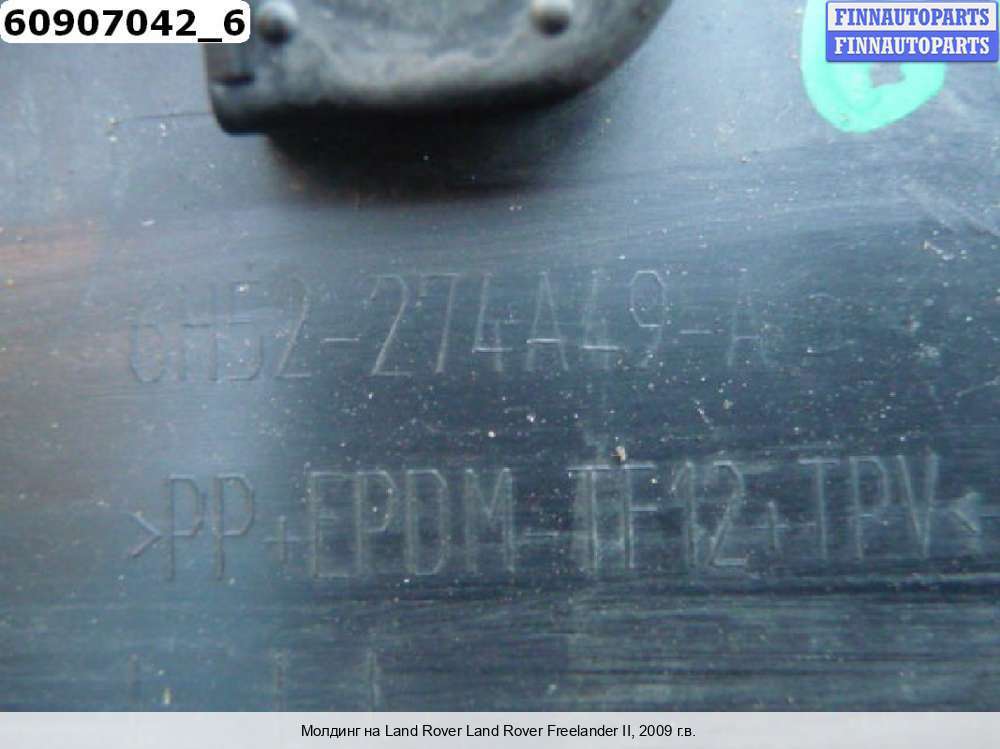 60907042_6
FINNAUTOPARTS
FINNAUTOPARTS
6H52-274A49-A
>PP+EPDM-TF12+TPV<
Молдинг на Land Rover Land Rover Freelander II, 2009 г.в.